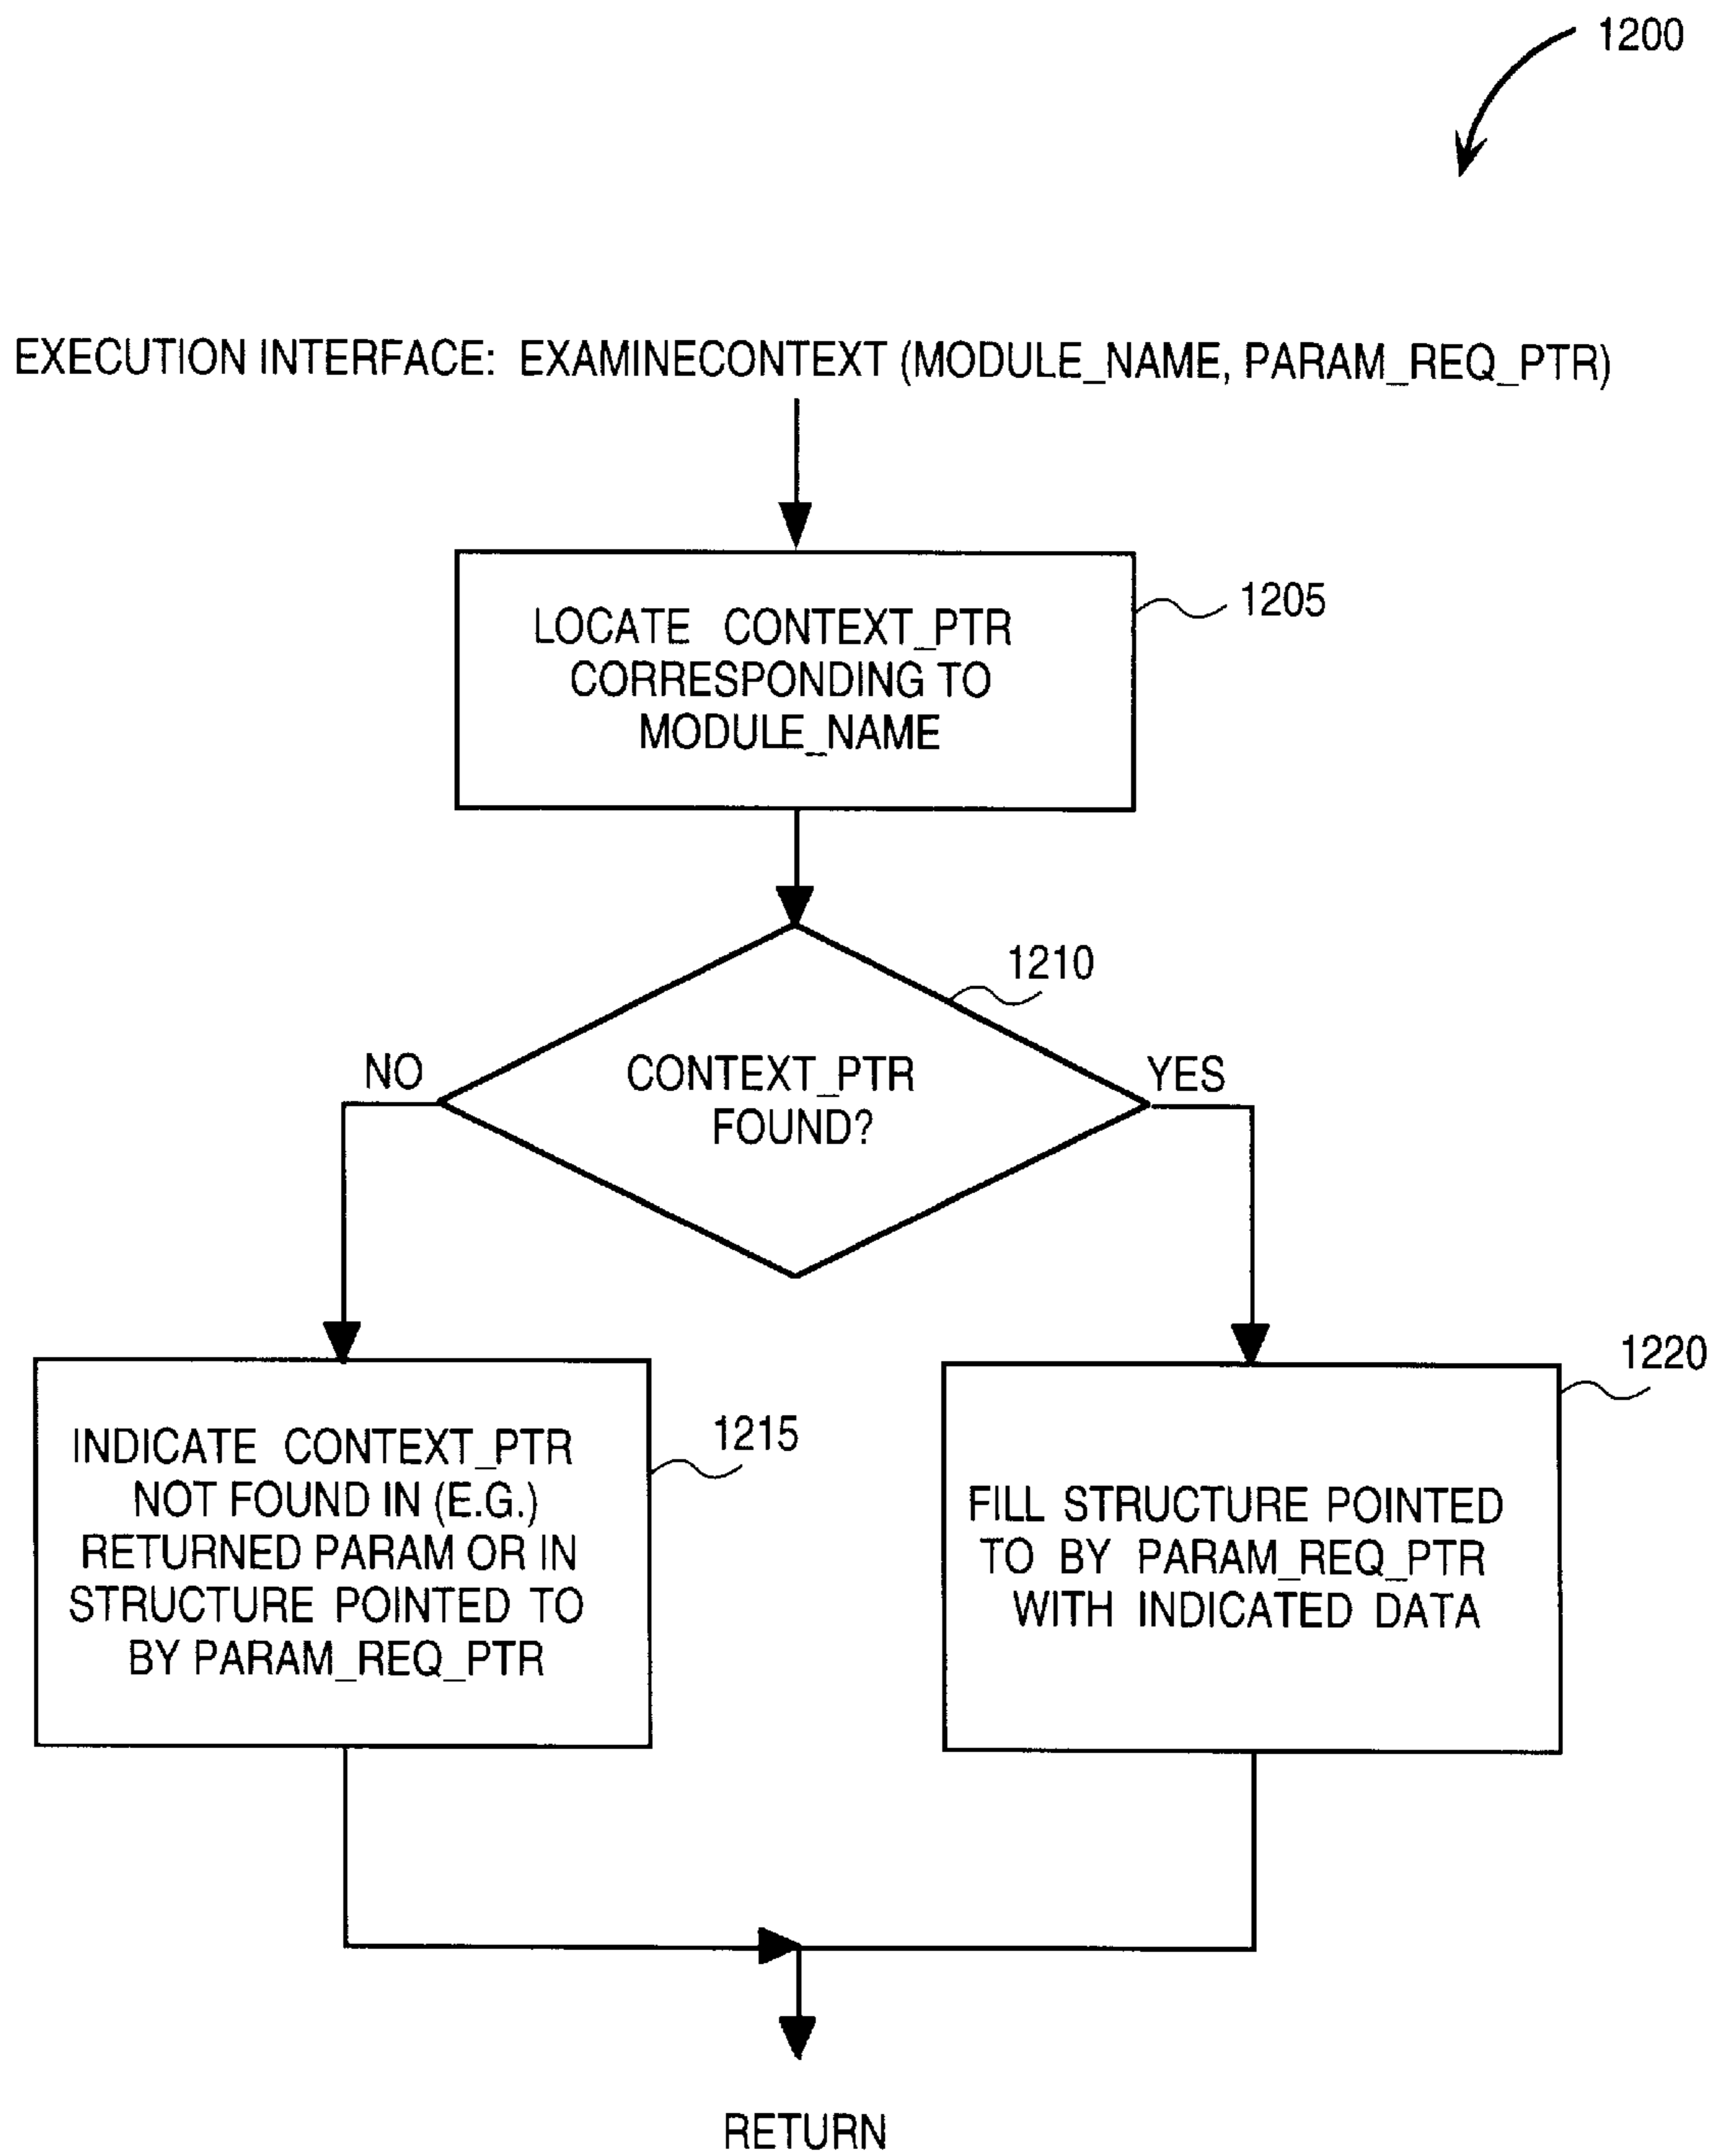 1200
EXECUTION INTERFACE: EXAMINECONTEXT (MODULE_NAME, PARAM_REQ_PTR)
LOCATE CONTEXT_PTR
CORRESPONDING TO
MODULE_NAME
1205
1210
NO
CONTEXT_PTR
FOUND?
YES
INDICATE CONTEXT_PTR
NOT FOUND IN (E.G.)
RETURNED PARAM OR IN
STRUCTURE POINTED TO
BY PARAM_REQ_PTR
1215
1220
FILL STRUCTURE POINTED
TO BY PARAM_REQ_PTR
WITH INDICATED DATA
RETURN